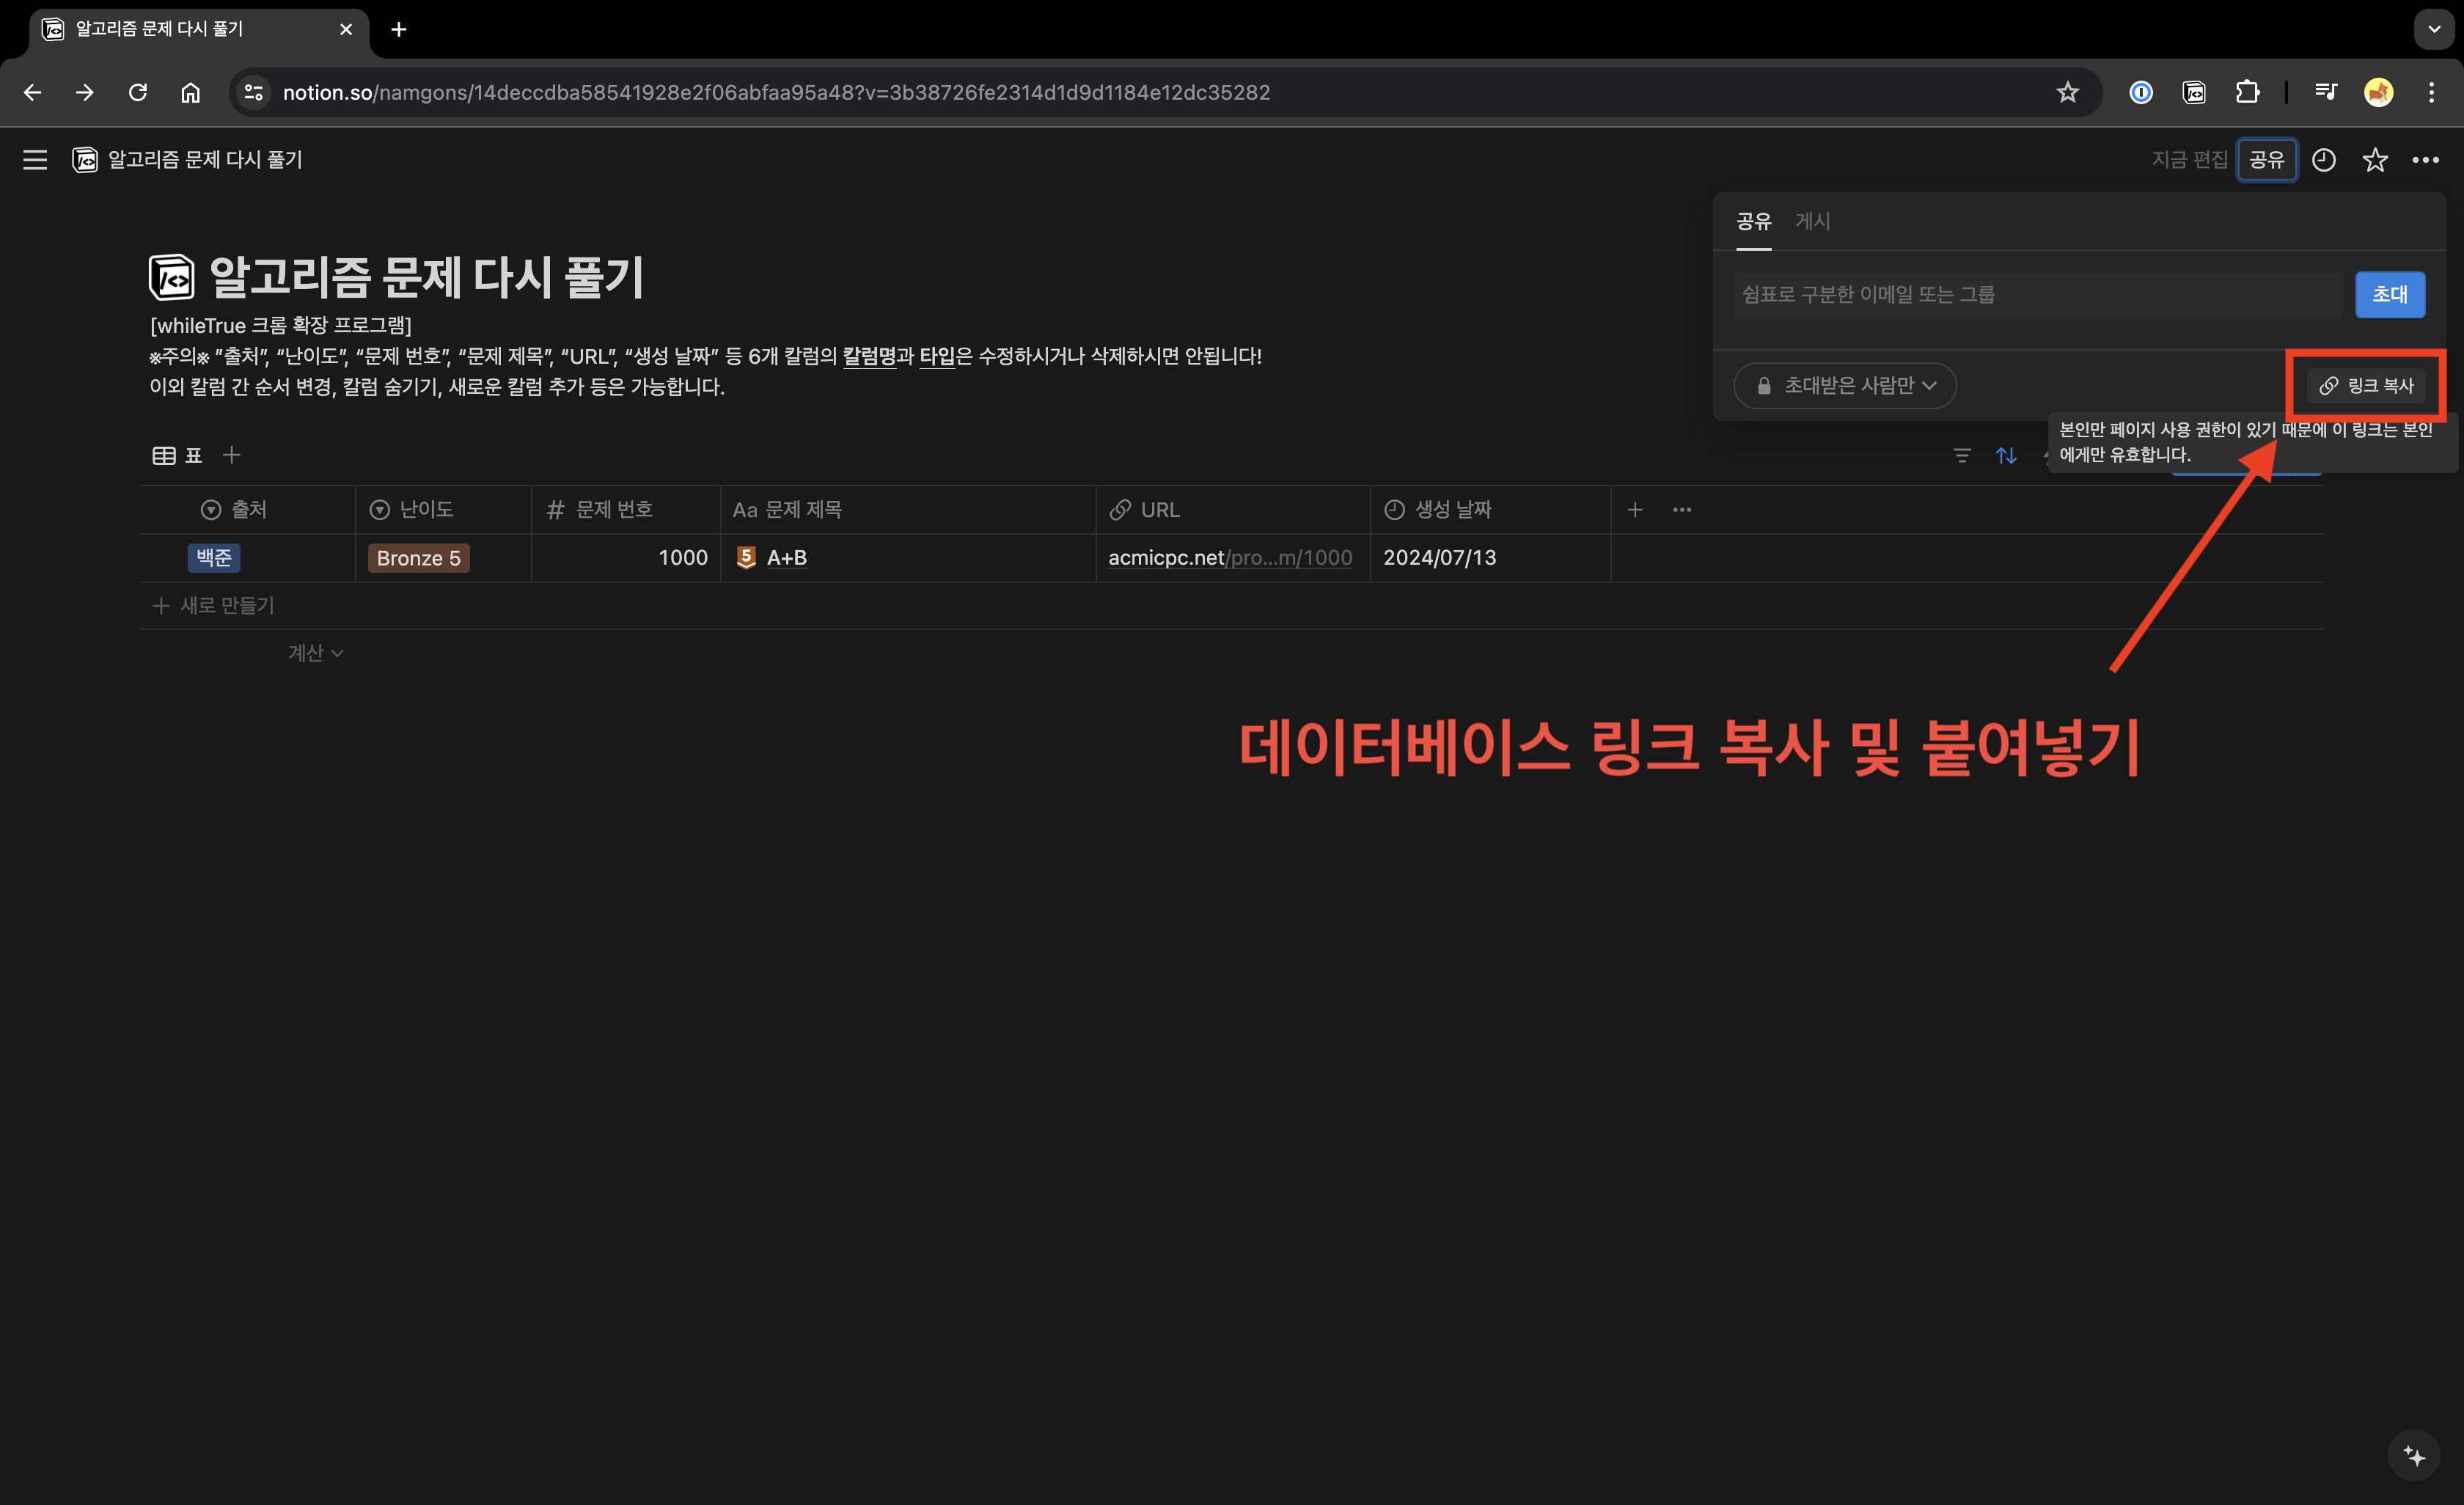 알고리즘 문제 다시 풀기
notion.so/namgons/14deccdba58541928e2f06abfaa95a48?v=3b38726fe2314d1d9d1184e12dc35282
알고리즘 문제 다시 풀기
지금 편집 공유
공유 게시
쉼표로 구분한 이메일 또는 그룹 초대
초대받은 사람만 링크 복사
본인만 페이지 사용 권한이 있기 때문에 이 링크는 본인
에게만 유효합니다.
알고리즘 문제 다시 풀기
[whileTrue 크롬 확장 프로그램]
※주의※ ”출처”, “난이도”, “문제 번호”, “문제 제목”, “URL”, “생성 날짜” 등 6개 칼럼의 칼럼명과 타입은 수정하시거나 삭제하시면 안됩니다!
이외 칼럼 간 순서 변경, 칼럼 숨기기, 새로운 칼럼 추가 등은 가능합니다.
표
출처 난이도 # 문제 번호 Aa 문제 제목 URL 생성 날짜
백준 Bronze 5 1000 5 A+B acmicpc.net/pro...m/1000 2024/07/13
새로 만들기
계산
데이터베이스 링크 복사 및 붙여넣기